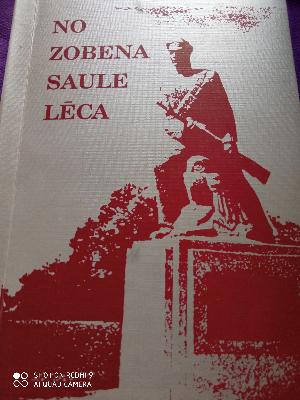 NO
ZOBENA
SAULE
LĒCA
SHOT ON REDMI 9
AI QUAD CAMERA